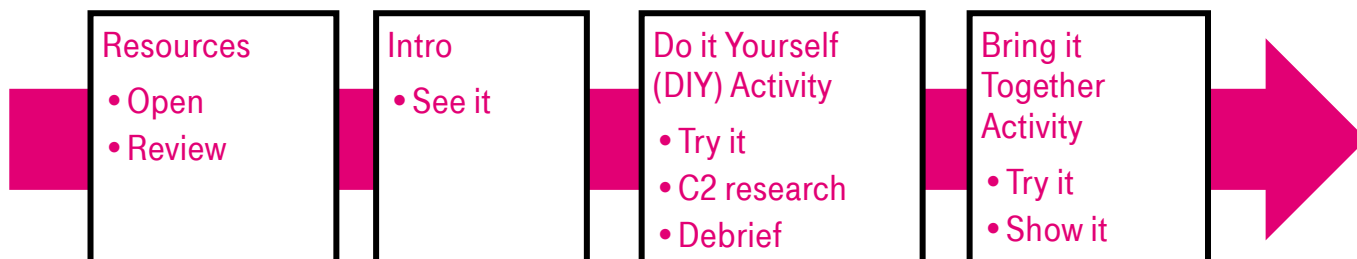 Resources
• Open
• Review
Intro
• See it
Do it Yourself
(DIY) Activity
• Try it
• C2 research
• Debrief
Bring it
Together
Activity
• Try it
• Show it